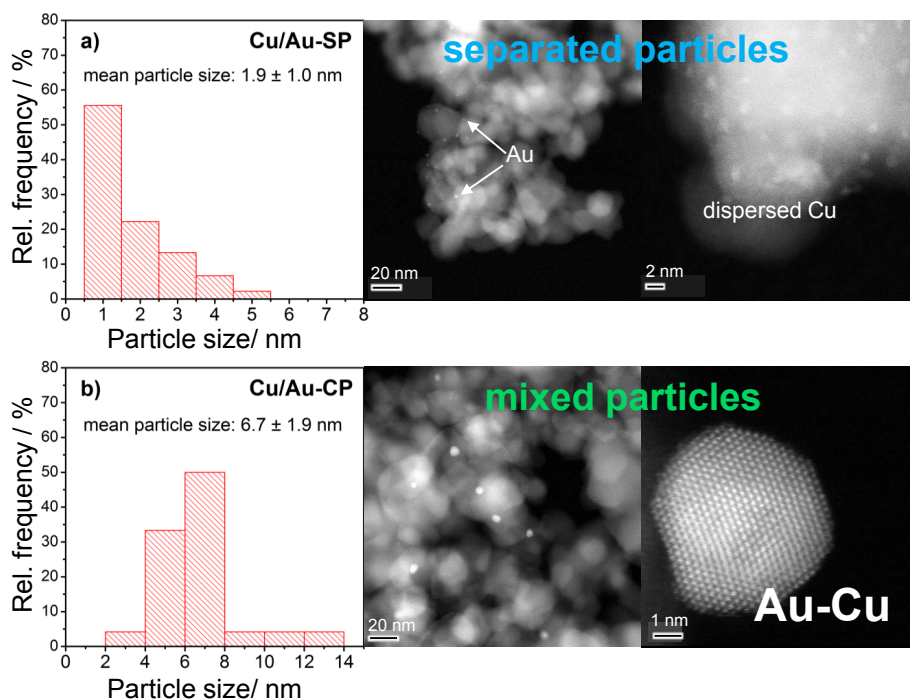 a) Cu/Au-SP
mean particle size: 1.9 ± 1.0 nm
80
70
60
50
40
30
20
10
0
Rel. frequency / %
0 1 2 3 4 5 6 7 8
Particle size/ nm
separated particles
Au
20 nm
dispersed Cu
2 nm
b) Cu/Au-CP
mean particle size: 6.7 ± 1.9 nm
80
70
60
50
40
30
20
10
0
Rel. frequency / %
0 2 4 6 8 10 12 14
Particle size/ nm
mixed particles
20 nm
Au-Cu
1 nm